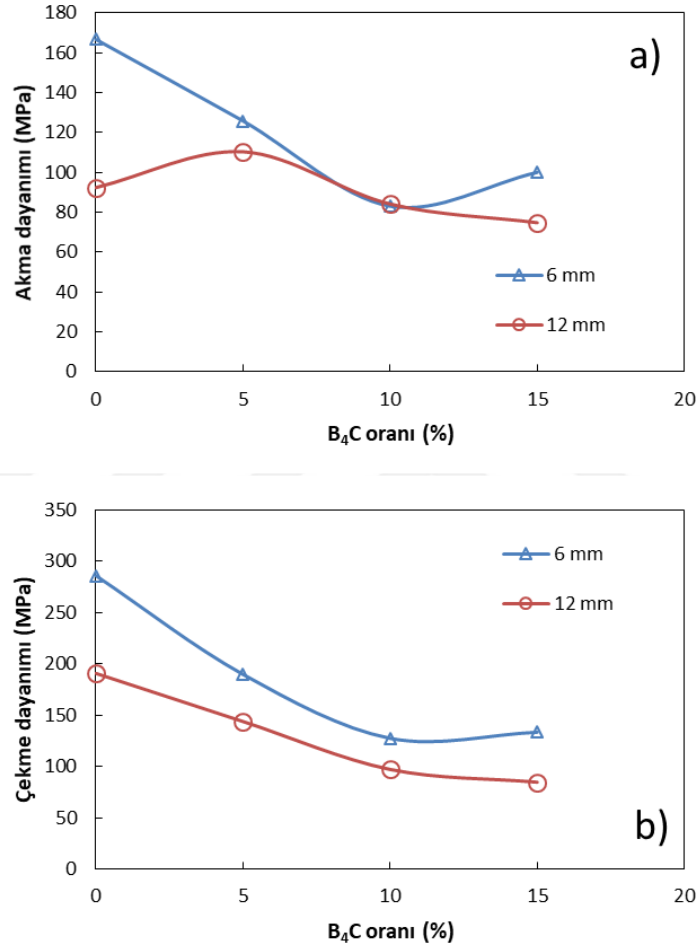 180
160
140
120
100
80
60
40
20
0
Akma dayanımı (MPa)
a)
6 mm
12 mm
0 5 10 15 20
B₄C oranı (%)
350
300
250
200
150
100
50
0
Çekme dayanımı (MPa)
6 mm
12 mm
b)
0 5 10 15 20
B₄C oranı (%)